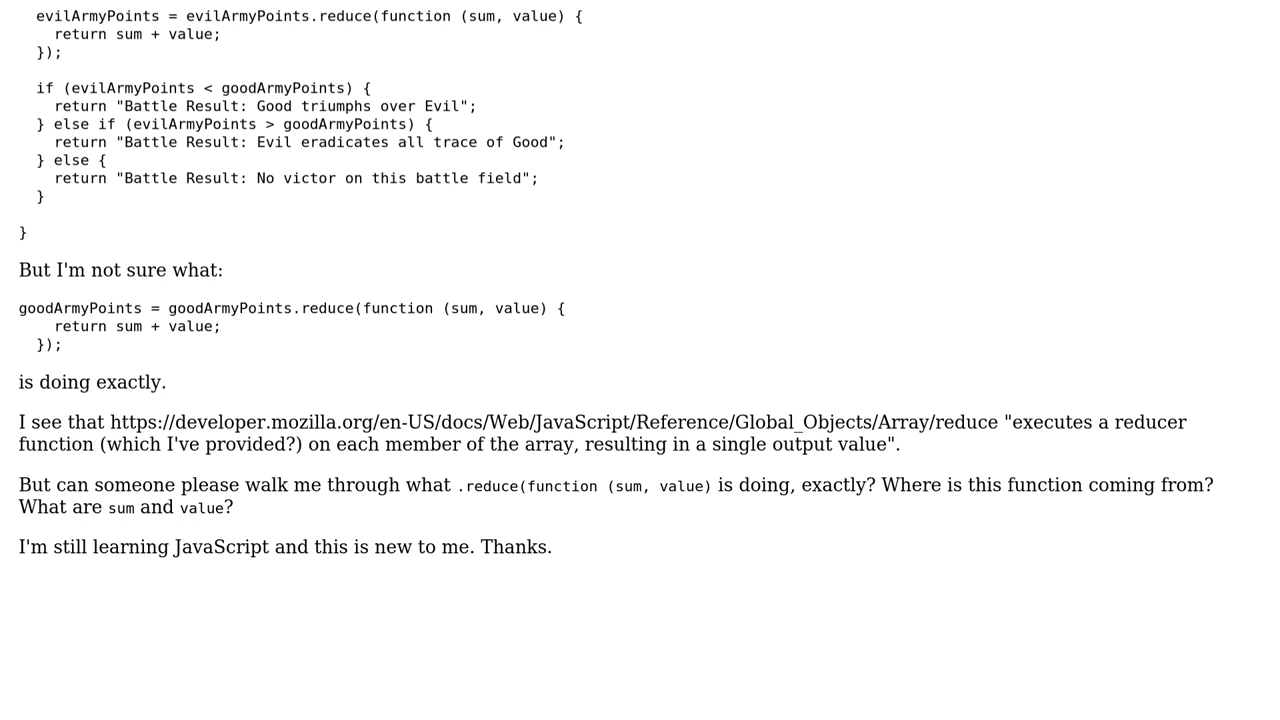 evilArmyPoints = evilArmyPoints.reduce(function (sum, value) {
    return sum + value;
  });
  if (evilArmyPoints < goodArmyPoints) {
    return "Battle Result: Good triumphs over Evil";
  } else if (evilArmyPoints > goodArmyPoints) {
    return "Battle Result: Evil eradicates all trace of Good";
  } else {
    return "Battle Result: No victor on this battle field";
  }
}
But I'm not sure what:
goodArmyPoints = goodArmyPoints.reduce(function (sum, value) {
    return sum + value;
  });
is doing exactly.
I see that https://developer.mozilla.org/en-US/docs/Web/JavaScript/Reference/Global_Objects/Array/reduce "executes a reducer
function (which I've provided?) on each member of the array, resulting in a single output value".
But can someone please walk me through what .reduce(function (sum, value) is doing, exactly? Where is this function coming from?
What are sum and value?
I'm still learning JavaScript and this is new to me. Thanks.